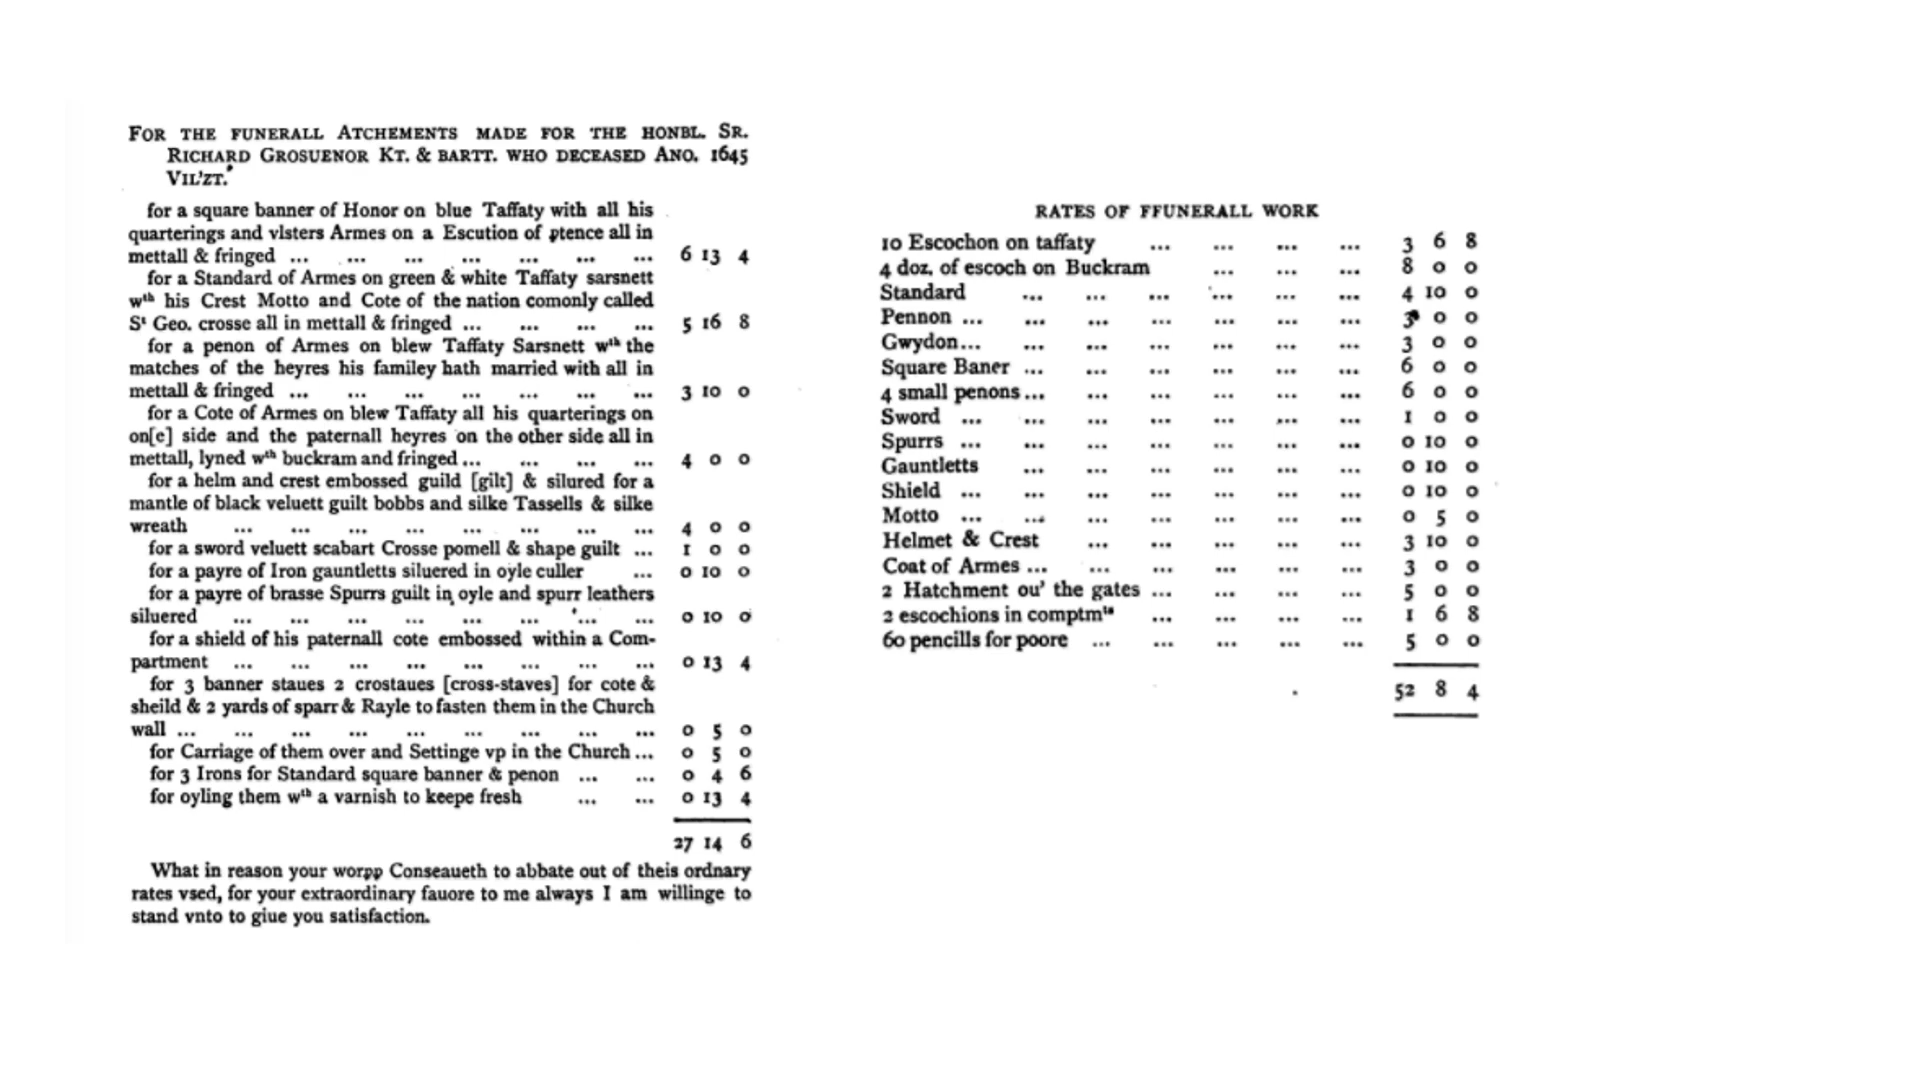 FOR THE FUNERALL ATCHEMENTS MADE FOR THE HONBL. SR.
RICHARD GROSUENOR KT. & BARTT. WHO DECEASED ANO. 1645
VIL'ZT.
for a square banner of Honor on blue Taffaty with all his
quarterings and vlsters Armes on a Escution of ptence all in
mettall & fringed ... ... ... ... ... ... ... 6 13 4
for a Standard of Armes on green & white Taffaty sarsnett
wth his Crest Motto and Cote of the nation comonly called
St Geo. crosse all in mettall & fringed ... ... ... ... 5 16 8
for a penon of Armes on blew Taffaty Sarsnett wth the
matches of the heyres his familey hath married with all in
mettall & fringed ... ... ... ... ... ... ... 3 10 0
for a Cote of Armes on blew Taffaty all his quarterings on
on[e] side and the paternall heyres on the other side all in
mettall, lyned wth buckram and fringed ... ... ... ... 4 0 0
for a helm and crest embossed guild [gilt] & silured for a
mantle of black veluett guilt bobbs and silke Tassells & silke
wreath ... ... ... ... ... ... ... ... 4 0 0
for a sword veluett scabart Crosse pomell & shape guilt ... 1 0 0
for a payre of Iron gauntletts siluered in oyle culler ... 0 10 0
for a payre of brasse Spurrs guilt in oyle and spurr leathers
siluered ... ... ... ... ... ... ... ... 0 10 0
for a shield of his paternall cote embossed within a Com-
partment ... ... ... ... ... ... ... ... 0 13 4
for 3 banner staues 2 crostaues [cross-staves] for cote &
sheild & 2 yards of sparr & Rayle to fasten them in the Church
wall ... ... ... ... ... ... ... ... ... 0 5 0
for Carriage of them over and Settinge vp in the Church ... 0 5 0
for 3 Irons for Standard square banner & penon ... ... 0 4 6
for oyling them wth a varnish to keepe fresh ... ... 0 13 4
27 14 6
What in reason your worpp Conseaueth to abbate out of theis ordnary
rates vsed, for your extraordinary fauore to me always I am willinge to
stand vnto to giue you satisfaction.
RATES OF FFUNERALL WORK
10 Escochon on taffaty ... ... ... ... 3 6 8
4 doz. of escoch on Buckram ... ... ... 8 0 0
Standard ... ... ... ... ... ... 4 10 0
Pennon ... ... ... ... ... ... ... 3 0 0
Gwydon... ... ... ... ... ... ... 3 0 0
Square Baner ... ... ... ... ... ... 6 0 0
4 small penons ... ... ... ... ... ... 6 0 0
Sword ... ... ... ... ... ... ... 1 0 0
Spurrs ... ... ... ... ... ... ... 0 10 0
Gauntletts ... ... ... ... ... ... 0 10 0
Shield ... ... ... ... ... ... ... 0 10 0
Motto ... ... ... ... ... ... ... 0 5 0
Helmet & Crest ... ... ... ... ... 3 10 0
Coat of Armes ... ... ... ... ... ... 3 0 0
2 Hatchment ou' the gates ... ... ... ... 5 0 0
2 escochions in comptmts ... ... ... ... 1 6 8
60 pencills for poore ... ... ... ... ... 5 0 0
52 8 4